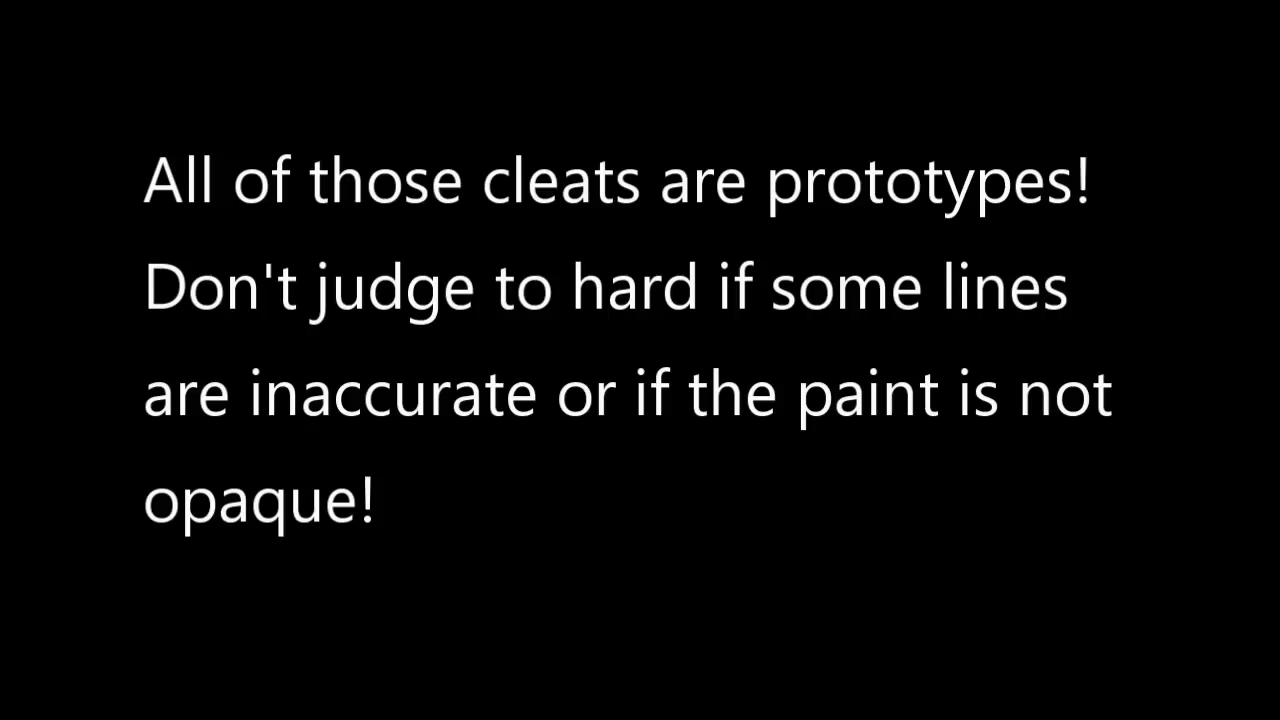 All of those cleats are prototypes!
Don't judge to hard if some lines
are inaccurate or if the paint is not
opaque!